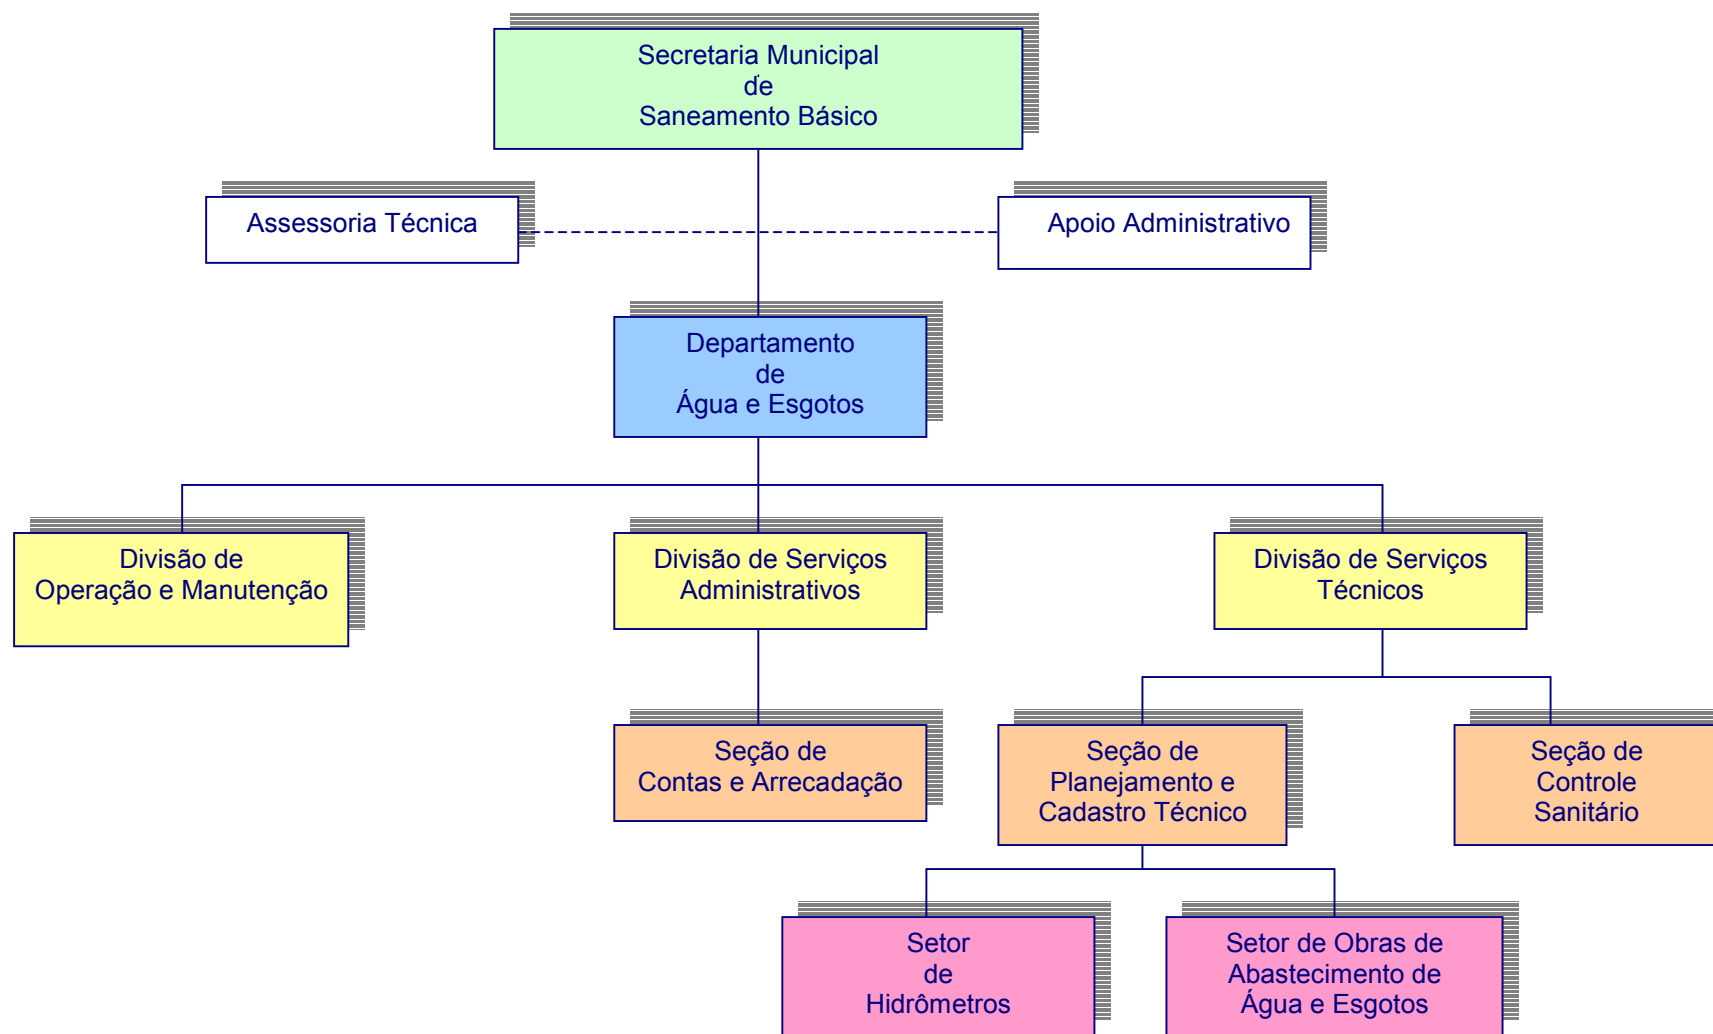 Secretaria Municipal
de
Saneamento Básico
Assessoria Técnica
Apoio Administrativo
Departamento
de
Água e Esgotos
Divisão de
Operação e Manutenção
Divisão de Serviços
Administrativos
Divisão de Serviços
Técnicos
Seção de
Contas e Arrecadação
Seção de
Planejamento e
Cadastro Técnico
Seção de
Controle
Sanitário
Setor
de
Hidrômetros
Setor de Obras de
Abastecimento de
Água e Esgotos